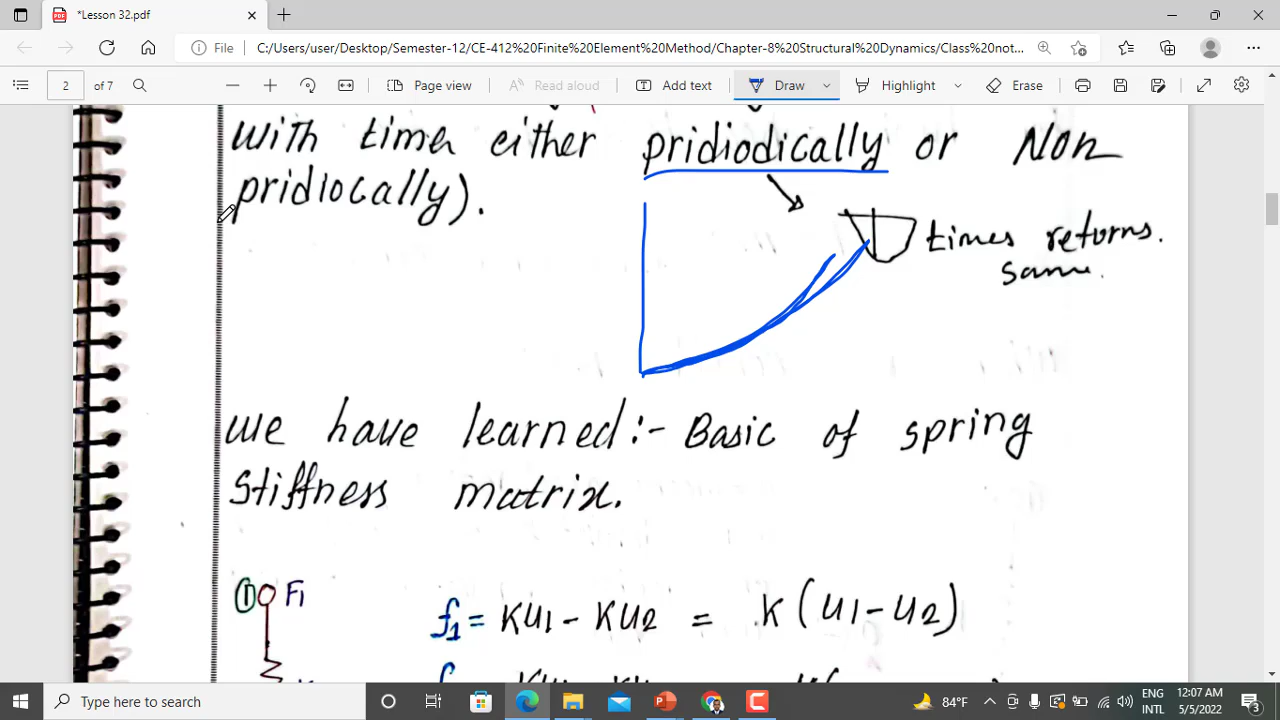 *Lesson 32.pdf
File
C:/Users/user/Desktop/Semester-12/CE-412%20Finite%20Element%20Method/Chapter-8%20Structural%20Dynamics/Class%20not...
2 of 7
Page view
Read aloud
Add text
Draw
Highlight
Erase
with time either pridiodically or Non
pridiocally).
times returns.
same.
We have learned:- Basic of spring
Stiffness matrix.
① F1
f1 = KU1 - KU2 = K(U1-U2)
Type here to search
84°F
ENG
INTL
12:07 AM
5/5/2022
3